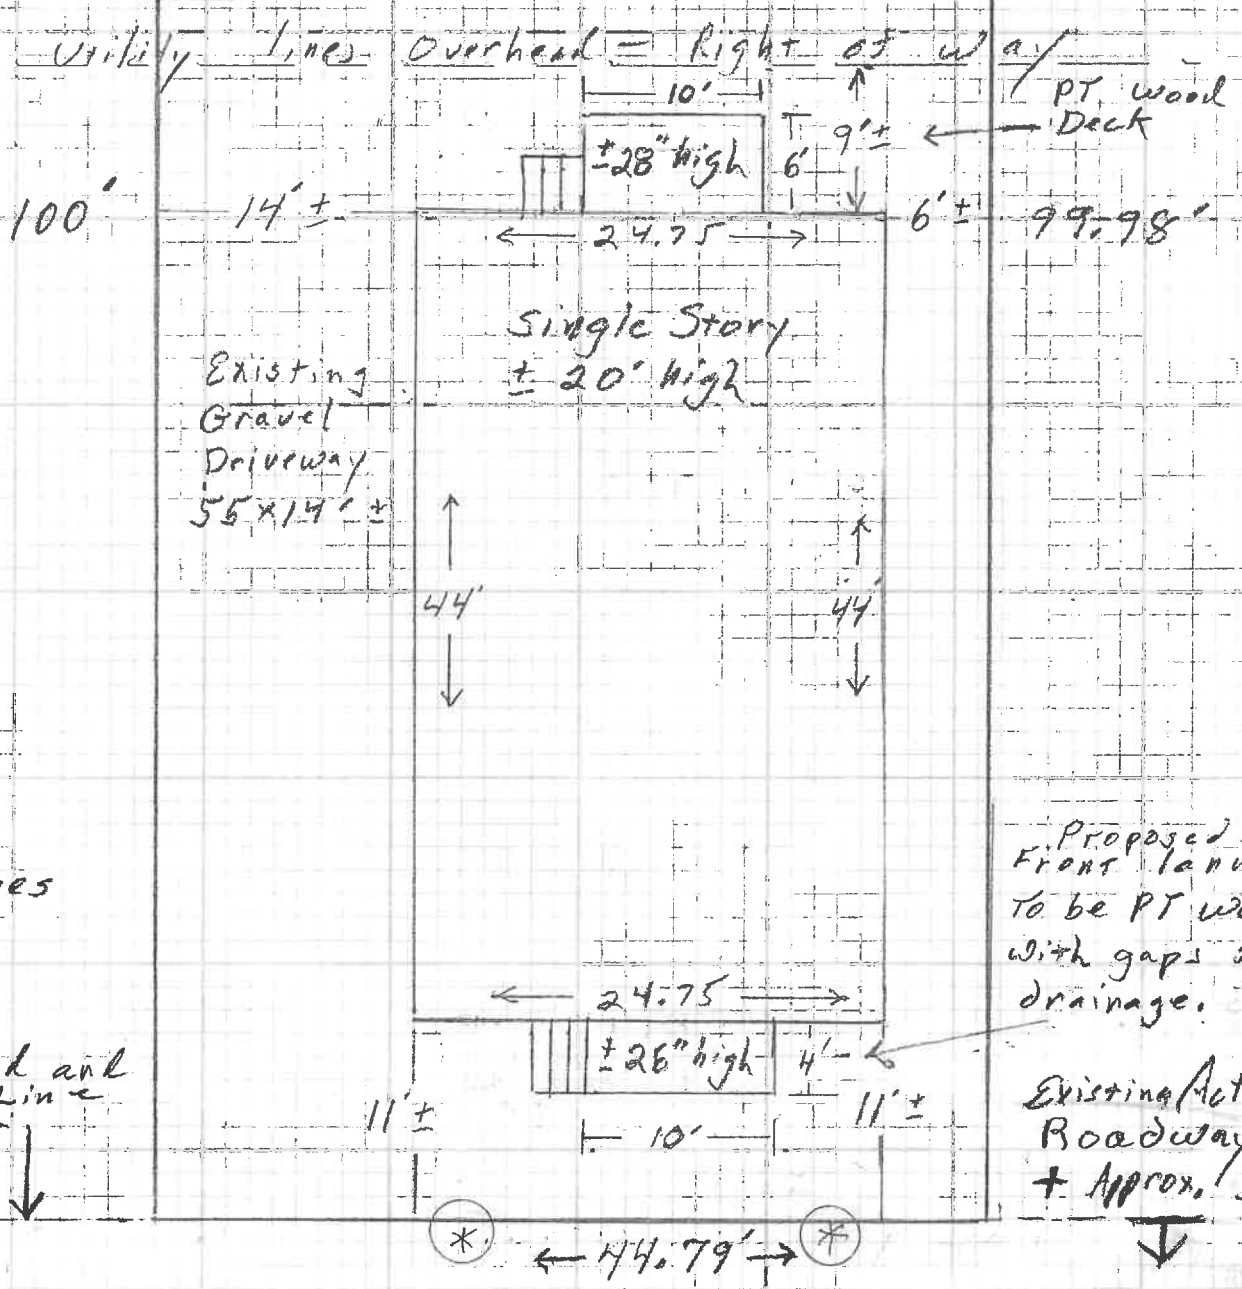 Utility lines Overhead = Right of way
10'
PT wood
Deck
±28" high
6'
9'±
100'
14' ±
24.75
6' ±
99.98'
Single Story
± 20' high
Existing
Gravel
Driveway
55x14' ±
44'
44'
Proposed
Front
To be PT
with gaps
drainage.
24.75
±26" high
4'
and
11' ±
11' ±
10'
Existing/
Roadway
+ Approx.
*
44.79'
*